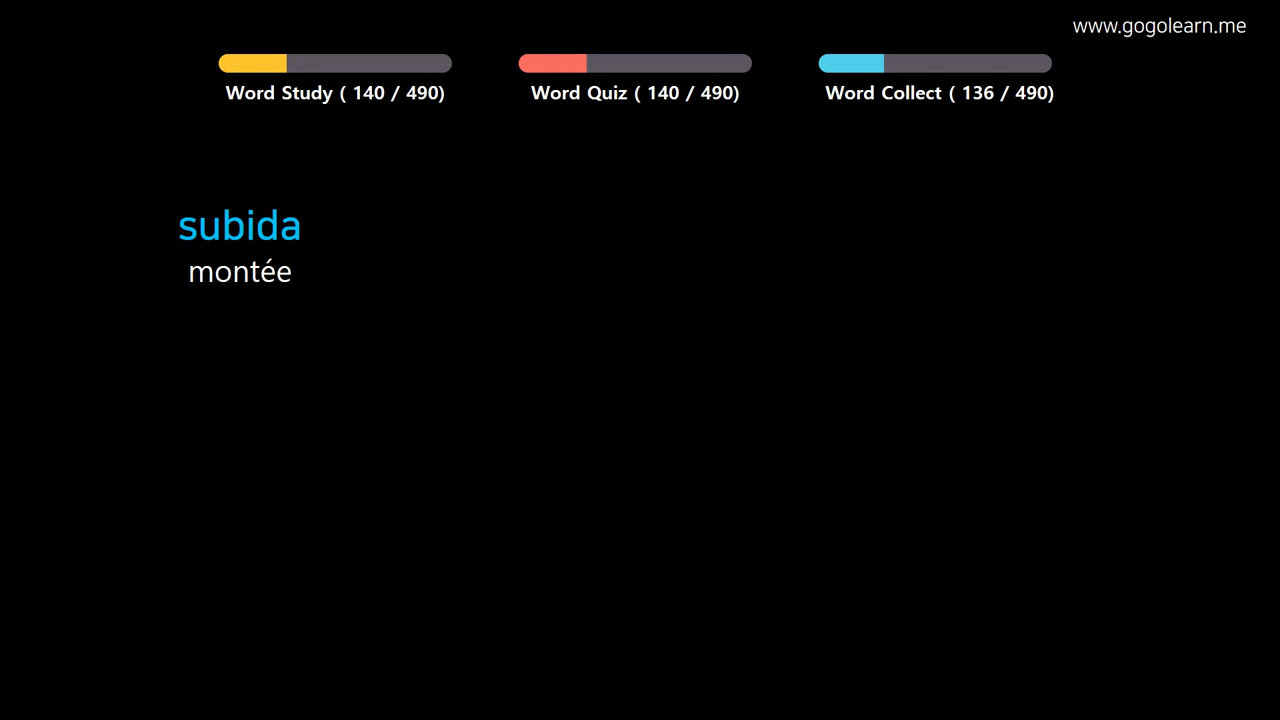 www.gogolearn.me
Word Study ( 140 / 490)
Word Quiz ( 140 / 490)
Word Collect ( 136 / 490)
subida
montée